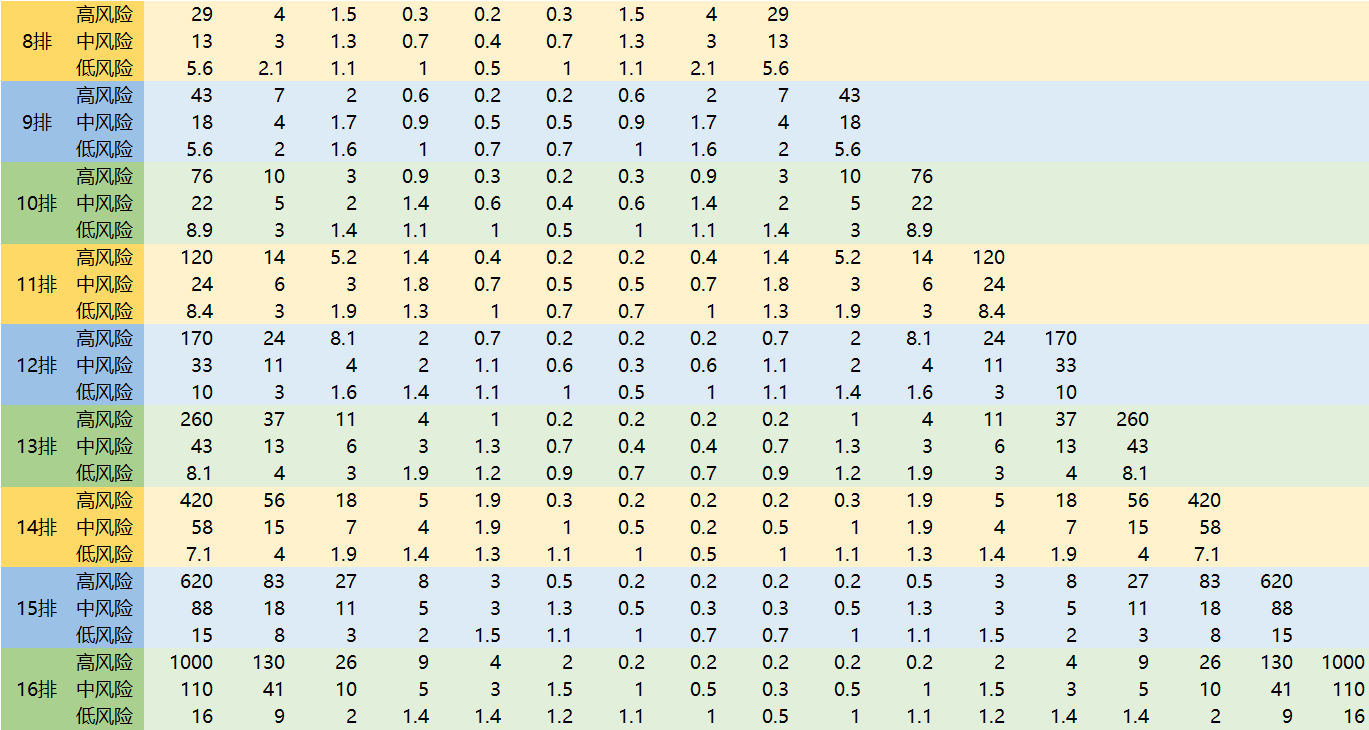 高风险 29 4 1.5 0.3 0.2 0.3 1.5 4 29
8排 中风险 13 3 1.3 0.7 0.4 0.7 1.3 3 13
低风险 5.6 2.1 1.1 1 0.5 1 1.1 2.1 5.6
高风险 43 7 2 0.6 0.2 0.2 0.6 2 7 43
9排 中风险 18 4 1.7 0.9 0.5 0.5 0.9 1.7 4 18
低风险 5.6 2 1.6 1 0.7 0.7 1 1.6 2 5.6
高风险 76 10 3 0.9 0.3 0.2 0.3 0.9 3 10 76
10排 中风险 22 5 2 1.4 0.6 0.4 0.6 1.4 2 5 22
低风险 8.9 3 1.4 1.1 1 0.5 1 1.1 1.4 3 8.9
高风险 120 14 5.2 1.4 0.4 0.2 0.2 0.4 1.4 5.2 14 120
11排 中风险 24 6 3 1.8 0.7 0.5 0.5 0.7 1.8 3 6 24
低风险 8.4 3 1.9 1.3 1 0.7 0.7 1 1.3 1.9 3 8.4
高风险 170 24 8.1 2 0.7 0.2 0.2 0.2 0.7 2 8.1 24 170
12排 中风险 33 11 4 2 1.1 0.6 0.3 0.6 1.1 2 4 11 33
低风险 10 3 1.6 1.4 1.1 1 0.5 1 1.1 1.4 1.6 3 10
高风险 260 37 11 4 1 0.2 0.2 0.2 0.2 1 4 11 37 260
13排 中风险 43 13 6 3 1.3 0.7 0.4 0.4 0.7 1.3 3 6 13 43
低风险 8.1 4 3 1.9 1.2 0.9 0.7 0.7 0.9 1.2 1.9 3 4 8.1
高风险 420 56 18 5 1.9 0.3 0.2 0.2 0.2 0.3 1.9 5 18 56 420
14排 中风险 58 15 7 4 1.9 1 0.5 0.2 0.5 1 1.9 4 7 15 58
低风险 7.1 4 1.9 1.4 1.3 1.1 1 0.5 1 1.1 1.3 1.4 1.9 4 7.1
高风险 620 83 27 8 3 0.5 0.2 0.2 0.2 0.2 0.5 3 8 27 83 620
15排 中风险 88 18 11 5 3 1.3 0.5 0.3 0.3 0.5 1.3 3 5 11 18 88
低风险 15 8 3 2 1.5 1.1 1 0.7 0.7 1 1.1 1.5 2 3 8 15
高风险 1000 130 26 9 4 2 0.2 0.2 0.2 0.2 0.2 2 4 9 26 130 1000
16排 中风险 110 41 10 5 3 1.5 1 0.5 0.3 0.5 1 1.5 3 5 10 41 110
低风险 16 9 2 1.4 1.4 1.2 1.1 1 0.5 1 1.1 1.2 1.4 1.4 2 9 16